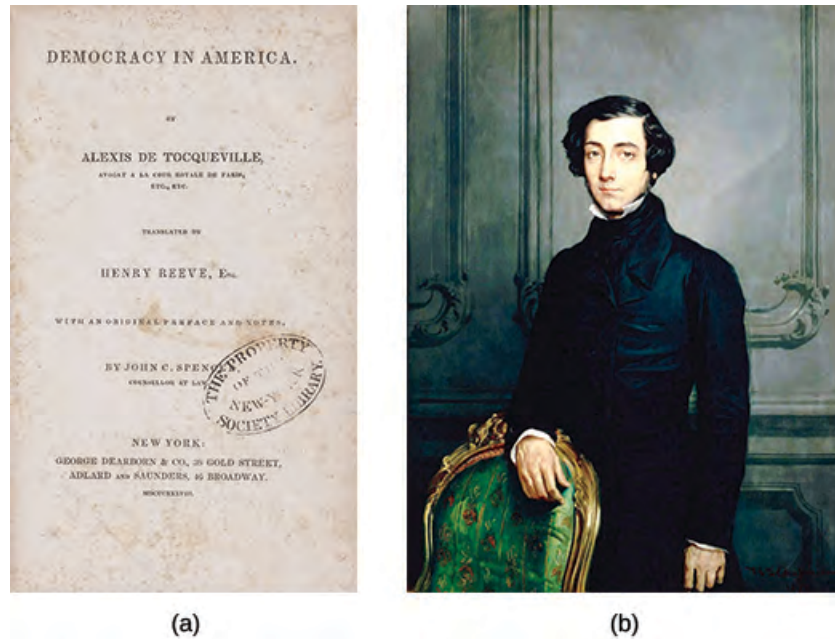 DEMOCRACY IN AMERICA.
BY
ALEXIS DE TOCQUEVILLE,
AVOCAT A LA COUR ROYALE DE PARIS,
ETC., ETC.
TRANSLATED BY
HENRY REEVE, Esq.
WITH AN ORIGINAL PREFACE AND NOTES,
BY JOHN C. SPENCER,
COUNSELLOR AT LAW
THE PROPERTY
OF THE
NEW-YORK
SOCIETY LIBRARY.
NEW YORK:
GEORGE DEARBORN & CO., 38 GOLD STREET,
ADLARD AND SAUNDERS, 46 BROADWAY.
(a)
(b)